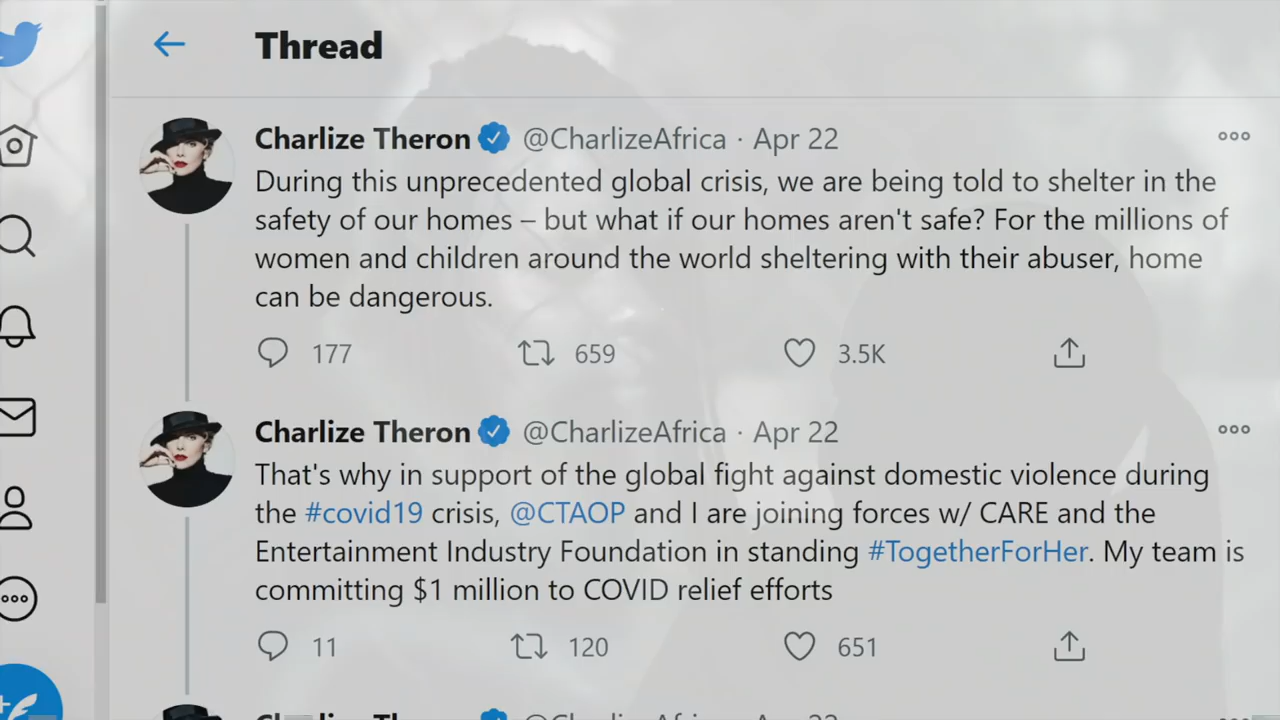 Thread
Charlize Theron @CharlizeAfrica · Apr 22
During this unprecedented global crisis, we are being told to shelter in the
safety of our homes – but what if our homes aren't safe? For the millions of
women and children around the world sheltering with their abuser, home
can be dangerous.
177 659 3.5K
Charlize Theron @CharlizeAfrica · Apr 22
That's why in support of the global fight against domestic violence during
the #covid19 crisis, @CTAOP and I are joining forces w/ CARE and the
Entertainment Industry Foundation in standing #TogetherForHer. My team is
committing $1 million to COVID relief efforts
11 120 651
Charlize Theron @CharlizeAfrica · Apr 22